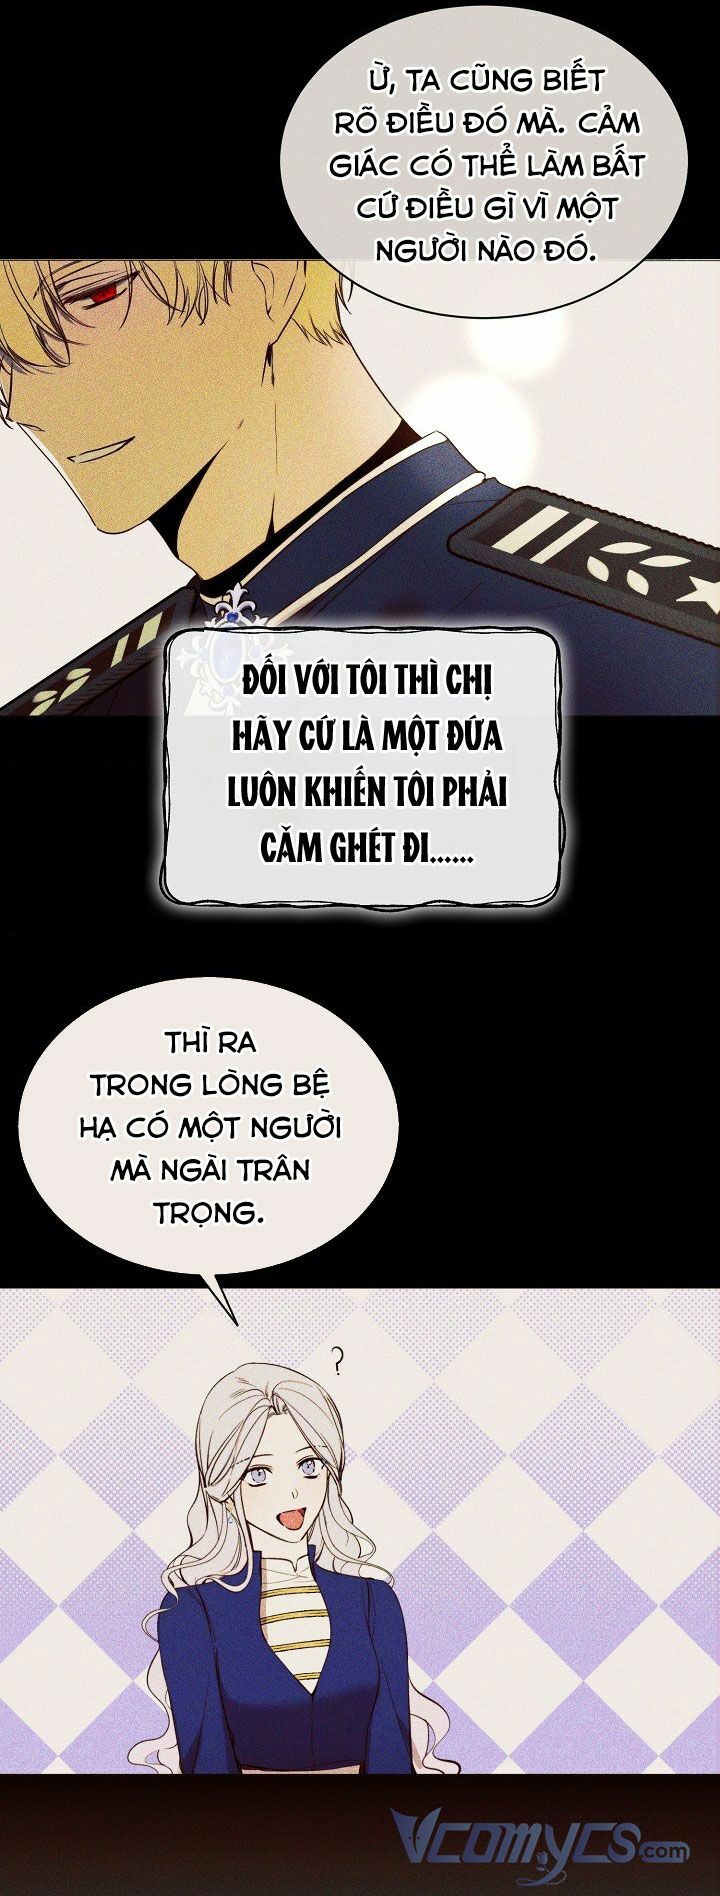 Ừ, TA CŨNG BIẾT
RÕ ĐIỀU ĐÓ MÀ. CẢM
GIÁC CÓ THỂ LÀM BẤT
CỨ ĐIỀU GÌ VÌ MỘT
NGƯỜI NÀO ĐÓ.
ĐỐI VỚI TÔI THÌ CHỊ
HÃY CỨ LÀ MỘT ĐỨA
LUÔN KHIẾN TÔI PHẢI
CĂM GHÉT ĐI......
THÌ RA
TRONG LÒNG BỆ
HẠ CÓ MỘT NGƯỜI
MÀ NGÀI TRÂN
TRỌNG.
?
VCOMYCS.com